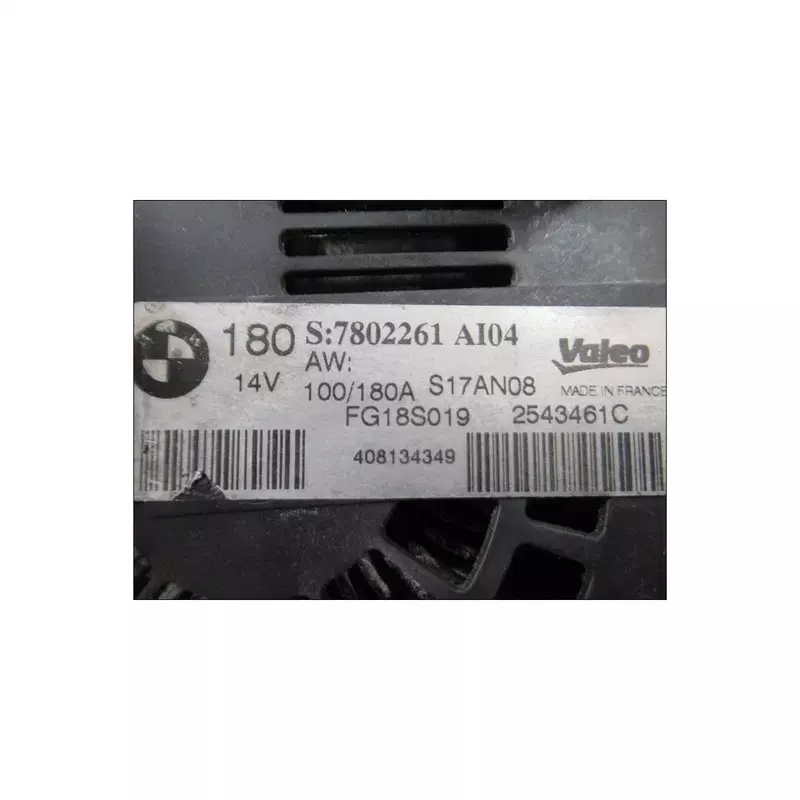 180 S:7802261 AI04 Valeo
AW:
14V 100/180A S17AN08 MADE IN FRANCE
FG18S019 2543461C
408134349